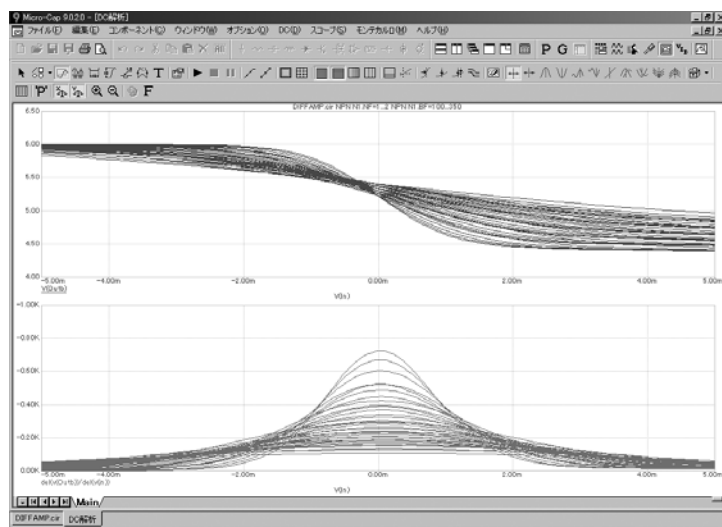 Micro-Cap 9.0.2.0 - [DC解析]
ファイル(F) 編集(E) コンポーネント(C) ウィンドウ(W) オプション(O) DC(D) スコープ(S) モンテカルロ(M) ヘルプ(H)
P G
T
"P" F
DIFFAMP.cir NPN N1.NF=1...2 NPN N1.BF=100...350
6.50
6.00
5.50
5.00
4.50
4.00
-5.00m -4.00m -2.00m 0.00m 2.00m 4.00m 5.00m
V(Outb)
V(In)
-1.00K
-0.80K
-0.60K
-0.40K
-0.20K
0.00K
-5.00m -4.00m -2.00m 0.00m 2.00m 4.00m 5.00m
V(In)
Main
DIFFAMP.cir DC解析